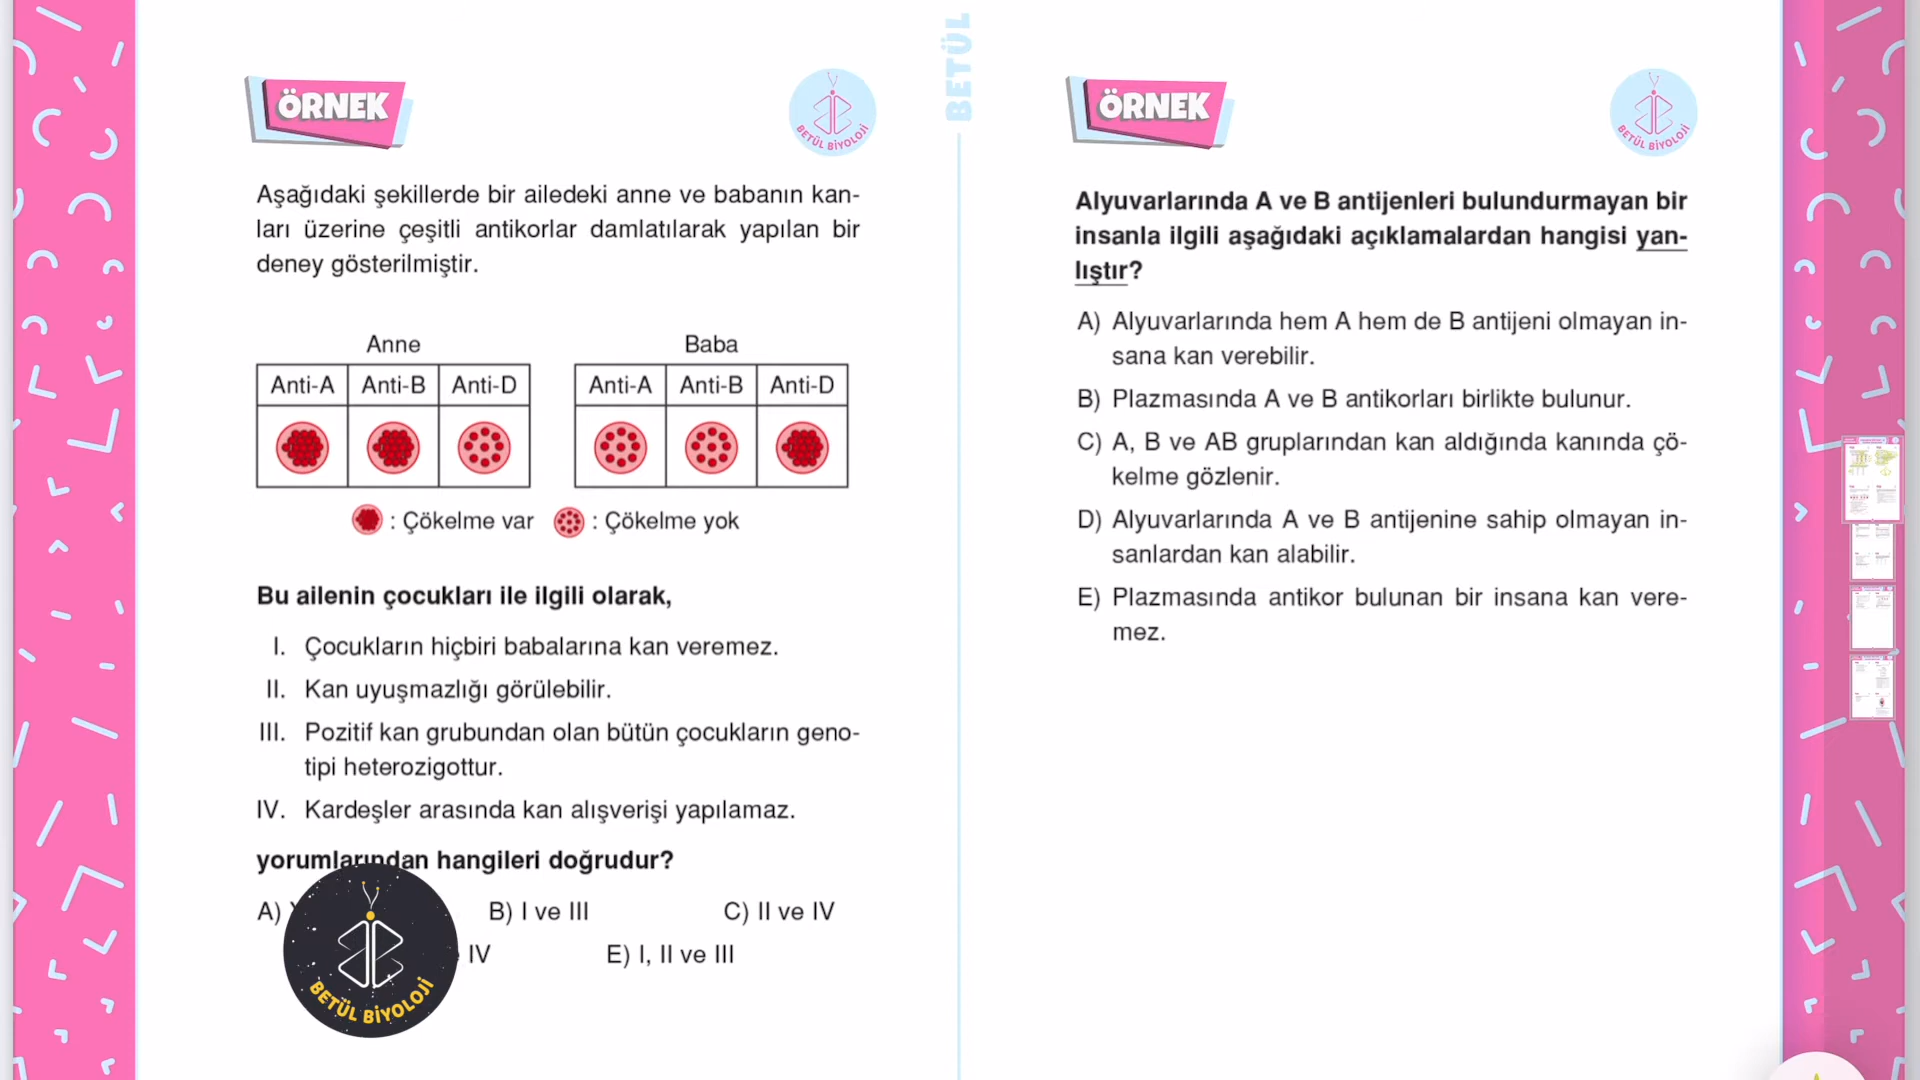 BETÜL
ÖRNEK
BETÜL BİYOLOJİ
Aşağıdaki şekillerde bir ailedeki anne ve babanın kan-
ları üzerine çeşitli antikorlar damlatılarak yapılan bir
deney gösterilmiştir.
Anne
Baba
Anti-A Anti-B Anti-D
Anti-A Anti-B Anti-D
: Çökelme var : Çökelme yok
Bu ailenin çocukları ile ilgili olarak,
I. Çocukların hiçbiri babalarına kan veremez.
II. Kan uyuşmazlığı görülebilir.
III. Pozitif kan grubundan olan bütün çocukların geno-
tipi heterozigottur.
IV. Kardeşler arasında kan alışverişi yapılamaz.
yorumlarından hangileri doğrudur?
A) B) I ve III C) II ve IV
IV E) I, II ve III
BETÜL BİYOLOJİ
ÖRNEK
BETÜL BİYOLOJİ
Alyuvarlarında A ve B antijenleri bulundurmayan bir
insanla ilgili aşağıdaki açıklamalardan hangisi yan-
lıştır?
A) Alyuvarlarında hem A hem de B antijeni olmayan in-
sana kan verebilir.
B) Plazmasında A ve B antikorları birlikte bulunur.
C) A, B ve AB gruplarından kan aldığında kanında çö-
kelme gözlenir.
D) Alyuvarlarında A ve B antijenine sahip olmayan in-
sanlardan kan alabilir.
E) Plazmasında antikor bulunan bir insana kan vere-
mez.